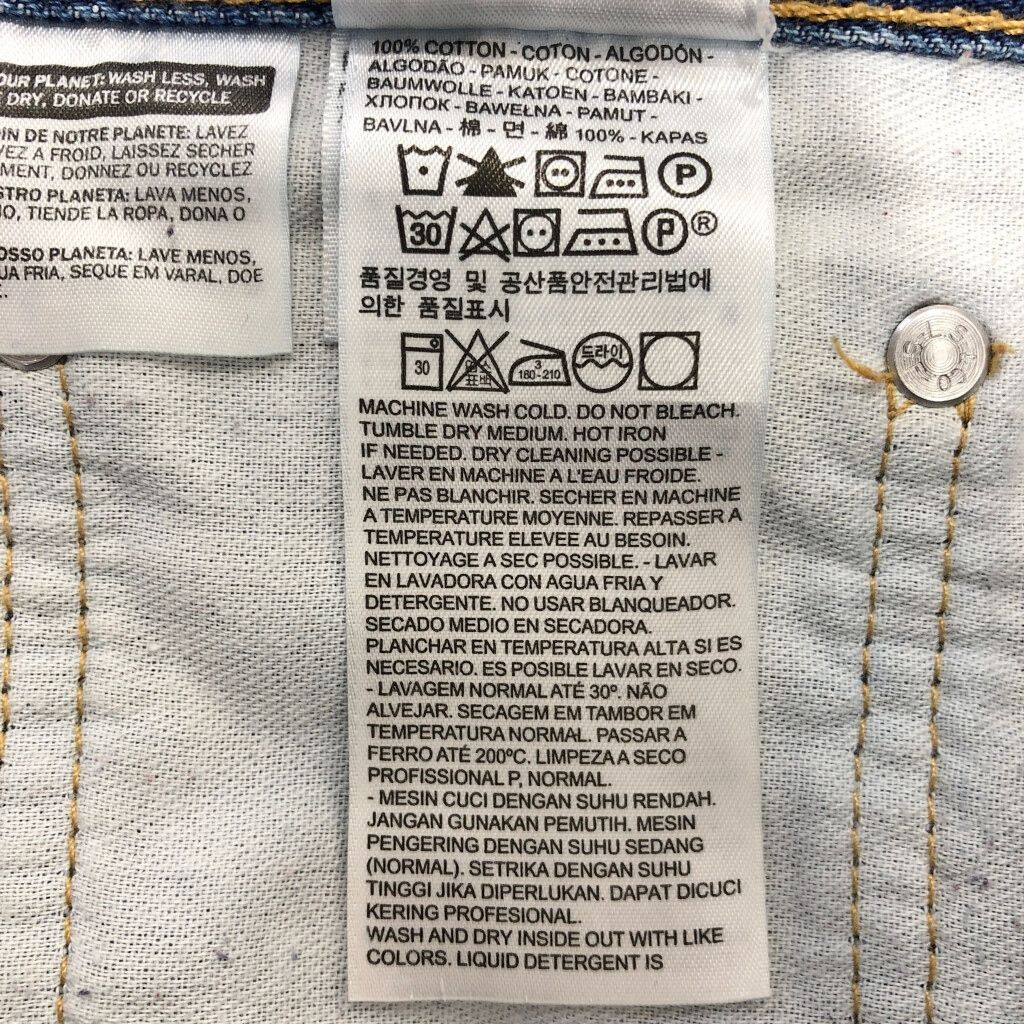 OUR PLANET: WASH LESS, WASH
DRY, DONATE OR RECYCLE
IN DE NOTRE PLANETE: LAVEZ
VEZ A FROID, LAISSEZ SECHER
MENT, DONNEZ OU RECYCLEZ
STRO PLANETA: LAVA MENOS,
TIENDE LA ROPA, DONA O
OSSO PLANETA: LAVE MENOS,
UA FRIA, SEQUE EM VARAL, DOE
100% COTTON - COTON - ALGODÓN -
ALGODÃO - PAMUK - COTONE -
BAUMWOLLE - KATOEN - BAMBAKI -
ХЛОПОК - BAWEŁNA - PAMUT -
BAVLNA - 棉 - 면 - 綿 100% - KAPAS
P
30 P ®
품질경영 및 공산품안전관리법에
의한 품질표시
30 3 180-210 드라이
MACHINE WASH COLD. DO NOT BLEACH.
TUMBLE DRY MEDIUM. HOT IRON
IF NEEDED. DRY CLEANING POSSIBLE -
LAVER EN MACHINE A L'EAU FROIDE.
NE PAS BLANCHIR. SECHER EN MACHINE
A TEMPERATURE MOYENNE. REPASSER A
TEMPERATURE ELEVEE AU BESOIN.
NETTOYAGE A SEC POSSIBLE. - LAVAR
EN LAVADORA CON AGUA FRIA Y
DETERGENTE. NO USAR BLANQUEADOR.
SECADO MEDIO EN SECADORA.
PLANCHAR EN TEMPERATURA ALTA SI ES
NECESARIO. ES POSIBLE LAVAR EN SECO.
- LAVAGEM NORMAL ATÉ 30º. NÃO
ALVEJAR. SECAGEM EM TAMBOR EM
TEMPERATURA NORMAL. PASSAR A
FERRO ATÉ 200ºC. LIMPEZA A SECO
PROFISSIONAL P, NORMAL.
- MESIN CUCI DENGAN SUHU RENDAH.
JANGAN GUNAKAN PEMUTIH. MESIN
PENGERING DENGAN SUHU SEDANG
(NORMAL). SETRIKA DENGAN SUHU
TINGGI JIKA DIPERLUKAN. DAPAT DICUCI
KERING PROFESIONAL.
WASH AND DRY INSIDE OUT WITH LIKE
COLORS. LIQUID DETERGENT IS